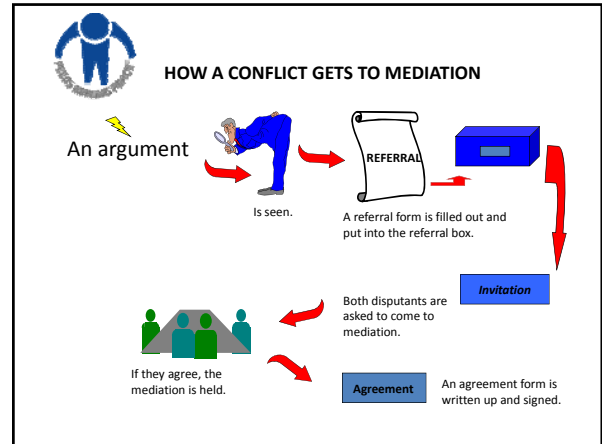 HOW A CONFLICT GETS TO MEDIATION
An argument
Is seen.
REFERRAL
A referral form is filled out and
put into the referral box.
Invitation
Both disputants are
asked to come to
mediation.
If they agree, the
mediation is held.
Agreement
An agreement form is
written up and signed.